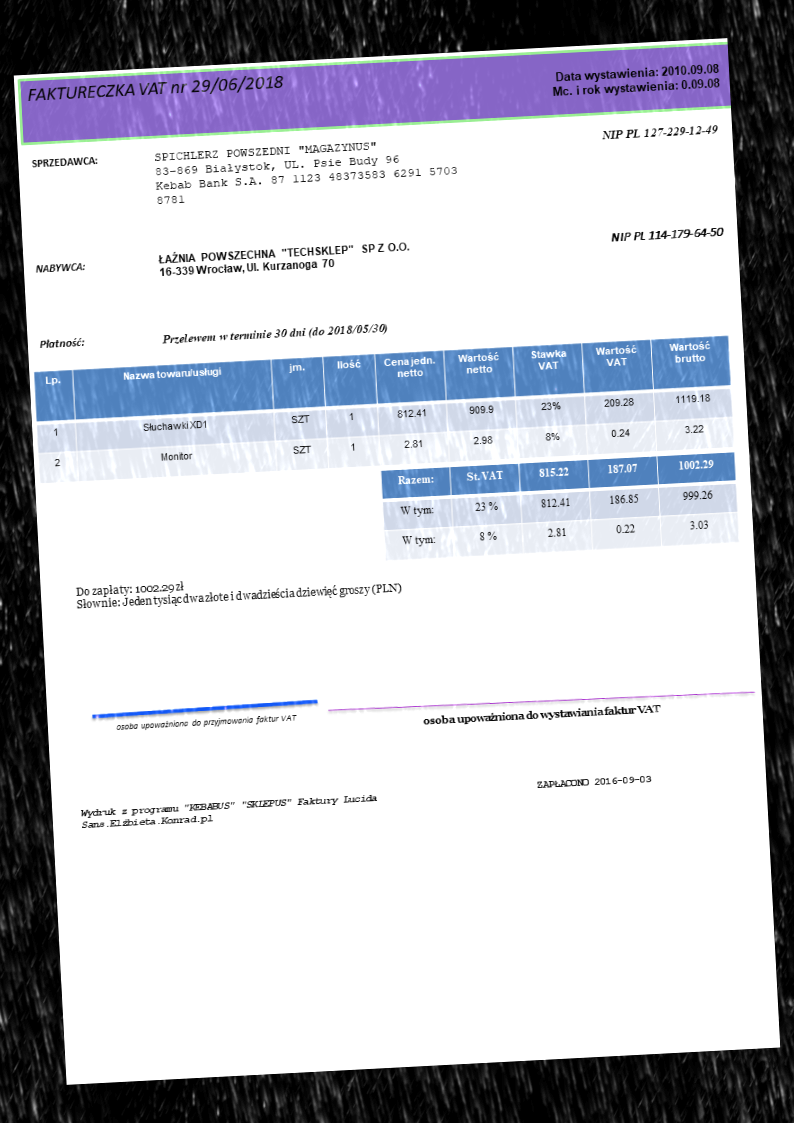 FAKTURECZKA VAT nr 29/06/2018
Data wystawienia: 2010.09.08
Mc. i rok wystawienia: 0.09.08
NIP PL 127-229-12-49
SPRZEDAWCA:
SPICHLERZ POWSZEDNI "MAGAZYNUS"
83-869 Białystok, UL. Psie Budy 96
Kebab Bank S.A. 87 1123 48373583 6291 5703
8781
NIP PL 114-179-64-50
NABYWCA:
ŁAŹNIA POWSZECHNA "TECHSKLEP" SP Z O.O.
16-339 Wrocław, Ul. Kurzanoga 70
Płatność: Przelewem w terminie 30 dni (do 2018/05/30)
Lp. Nazwa towaru/usługi jm. Ilość Cena jedn. netto Wartość netto Stawka VAT Wartość VAT Wartość brutto
1 Słuchawki XD1 SZT 1 812.41 909.9 23% 209.28 1119.18
2 Monitor SZT 1 2.81 2.98 8% 0.24 3.22
Razem: St.VAT 815.22 187.07 1002.29
W tym: 23 % 812.41 186.85 999.26
W tym: 8 % 2.81 0.22 3.03
Do zapłaty: 1002.29 zł
Słownie: Jeden tysiąc dwa złote i dwadzieścia dziewięć groszy (PLN)
osoba upoważniona do przyjmowania faktur VAT
osoba upoważniona do wystawiania faktur VAT
ZAPŁACONO 2016-09-03
Wydruk z programu "KEBABUS" "SKLEPUS" Faktury Lucida
Sans.Elżbieta.Konrad.pl